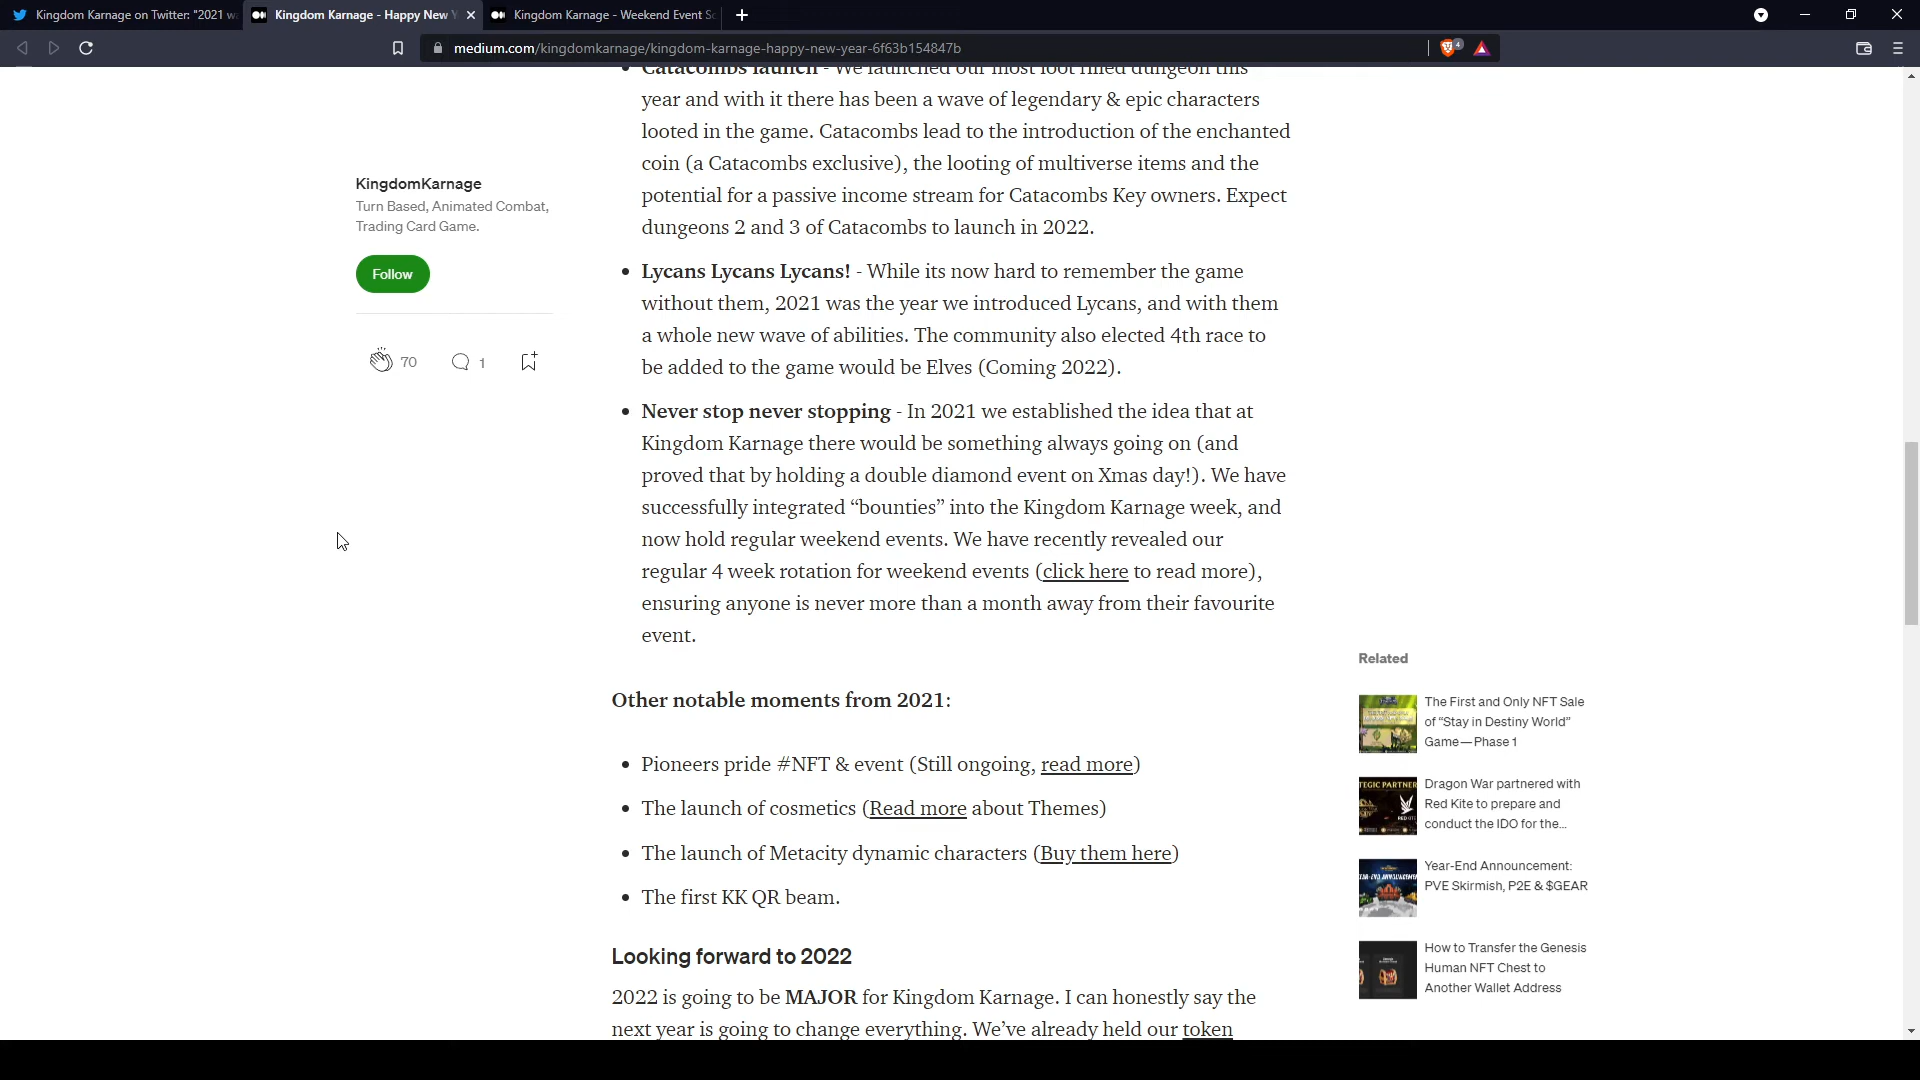 Kingdom Karnage on Twitter: "2021 w
Kingdom Karnage - Happy New Y
Kingdom Karnage - Weekend Event Sc
medium.com/kingdomkarnage/kingdom-karnage-happy-new-year-6f63b154847b
4
KingdomKarnage
Turn Based, Animated Combat,
Trading Card Game.
Follow
70
1
Catacombs launch - We launched our most loot filled dungeon this
year and with it there has been a wave of legendary & epic characters
looted in the game. Catacombs lead to the introduction of the enchanted
coin (a Catacombs exclusive), the looting of multiverse items and the
potential for a passive income stream for Catacombs Key owners. Expect
dungeons 2 and 3 of Catacombs to launch in 2022.
• Lycans Lycans Lycans! - While its now hard to remember the game
without them, 2021 was the year we introduced Lycans, and with them
a whole new wave of abilities. The community also elected 4th race to
be added to the game would be Elves (Coming 2022).
• Never stop never stopping - In 2021 we established the idea that at
Kingdom Karnage there would be something always going on (and
proved that by holding a double diamond event on Xmas day!). We have
successfully integrated “bounties” into the Kingdom Karnage week, and
now hold regular weekend events. We have recently revealed our
regular 4 week rotation for weekend events (click here to read more),
ensuring anyone is never more than a month away from their favourite
event.
Other notable moments from 2021:
• Pioneers pride #NFT & event (Still ongoing, read more)
• The launch of cosmetics (Read more about Themes)
• The launch of Metacity dynamic characters (Buy them here)
• The first KK QR beam.
Looking forward to 2022
2022 is going to be MAJOR for Kingdom Karnage. I can honestly say the
next year is going to change everything. We’ve already held our token
Related
The First and Only NFT Sale
of “Stay in Destiny World”
Game — Phase 1
Dragon War partnered with
Red Kite to prepare and
conduct the IDO for the...
Year-End Announcement:
PVE Skirmish, P2E & $GEAR
How to Transfer the Genesis
Human NFT Chest to
Another Wallet Address